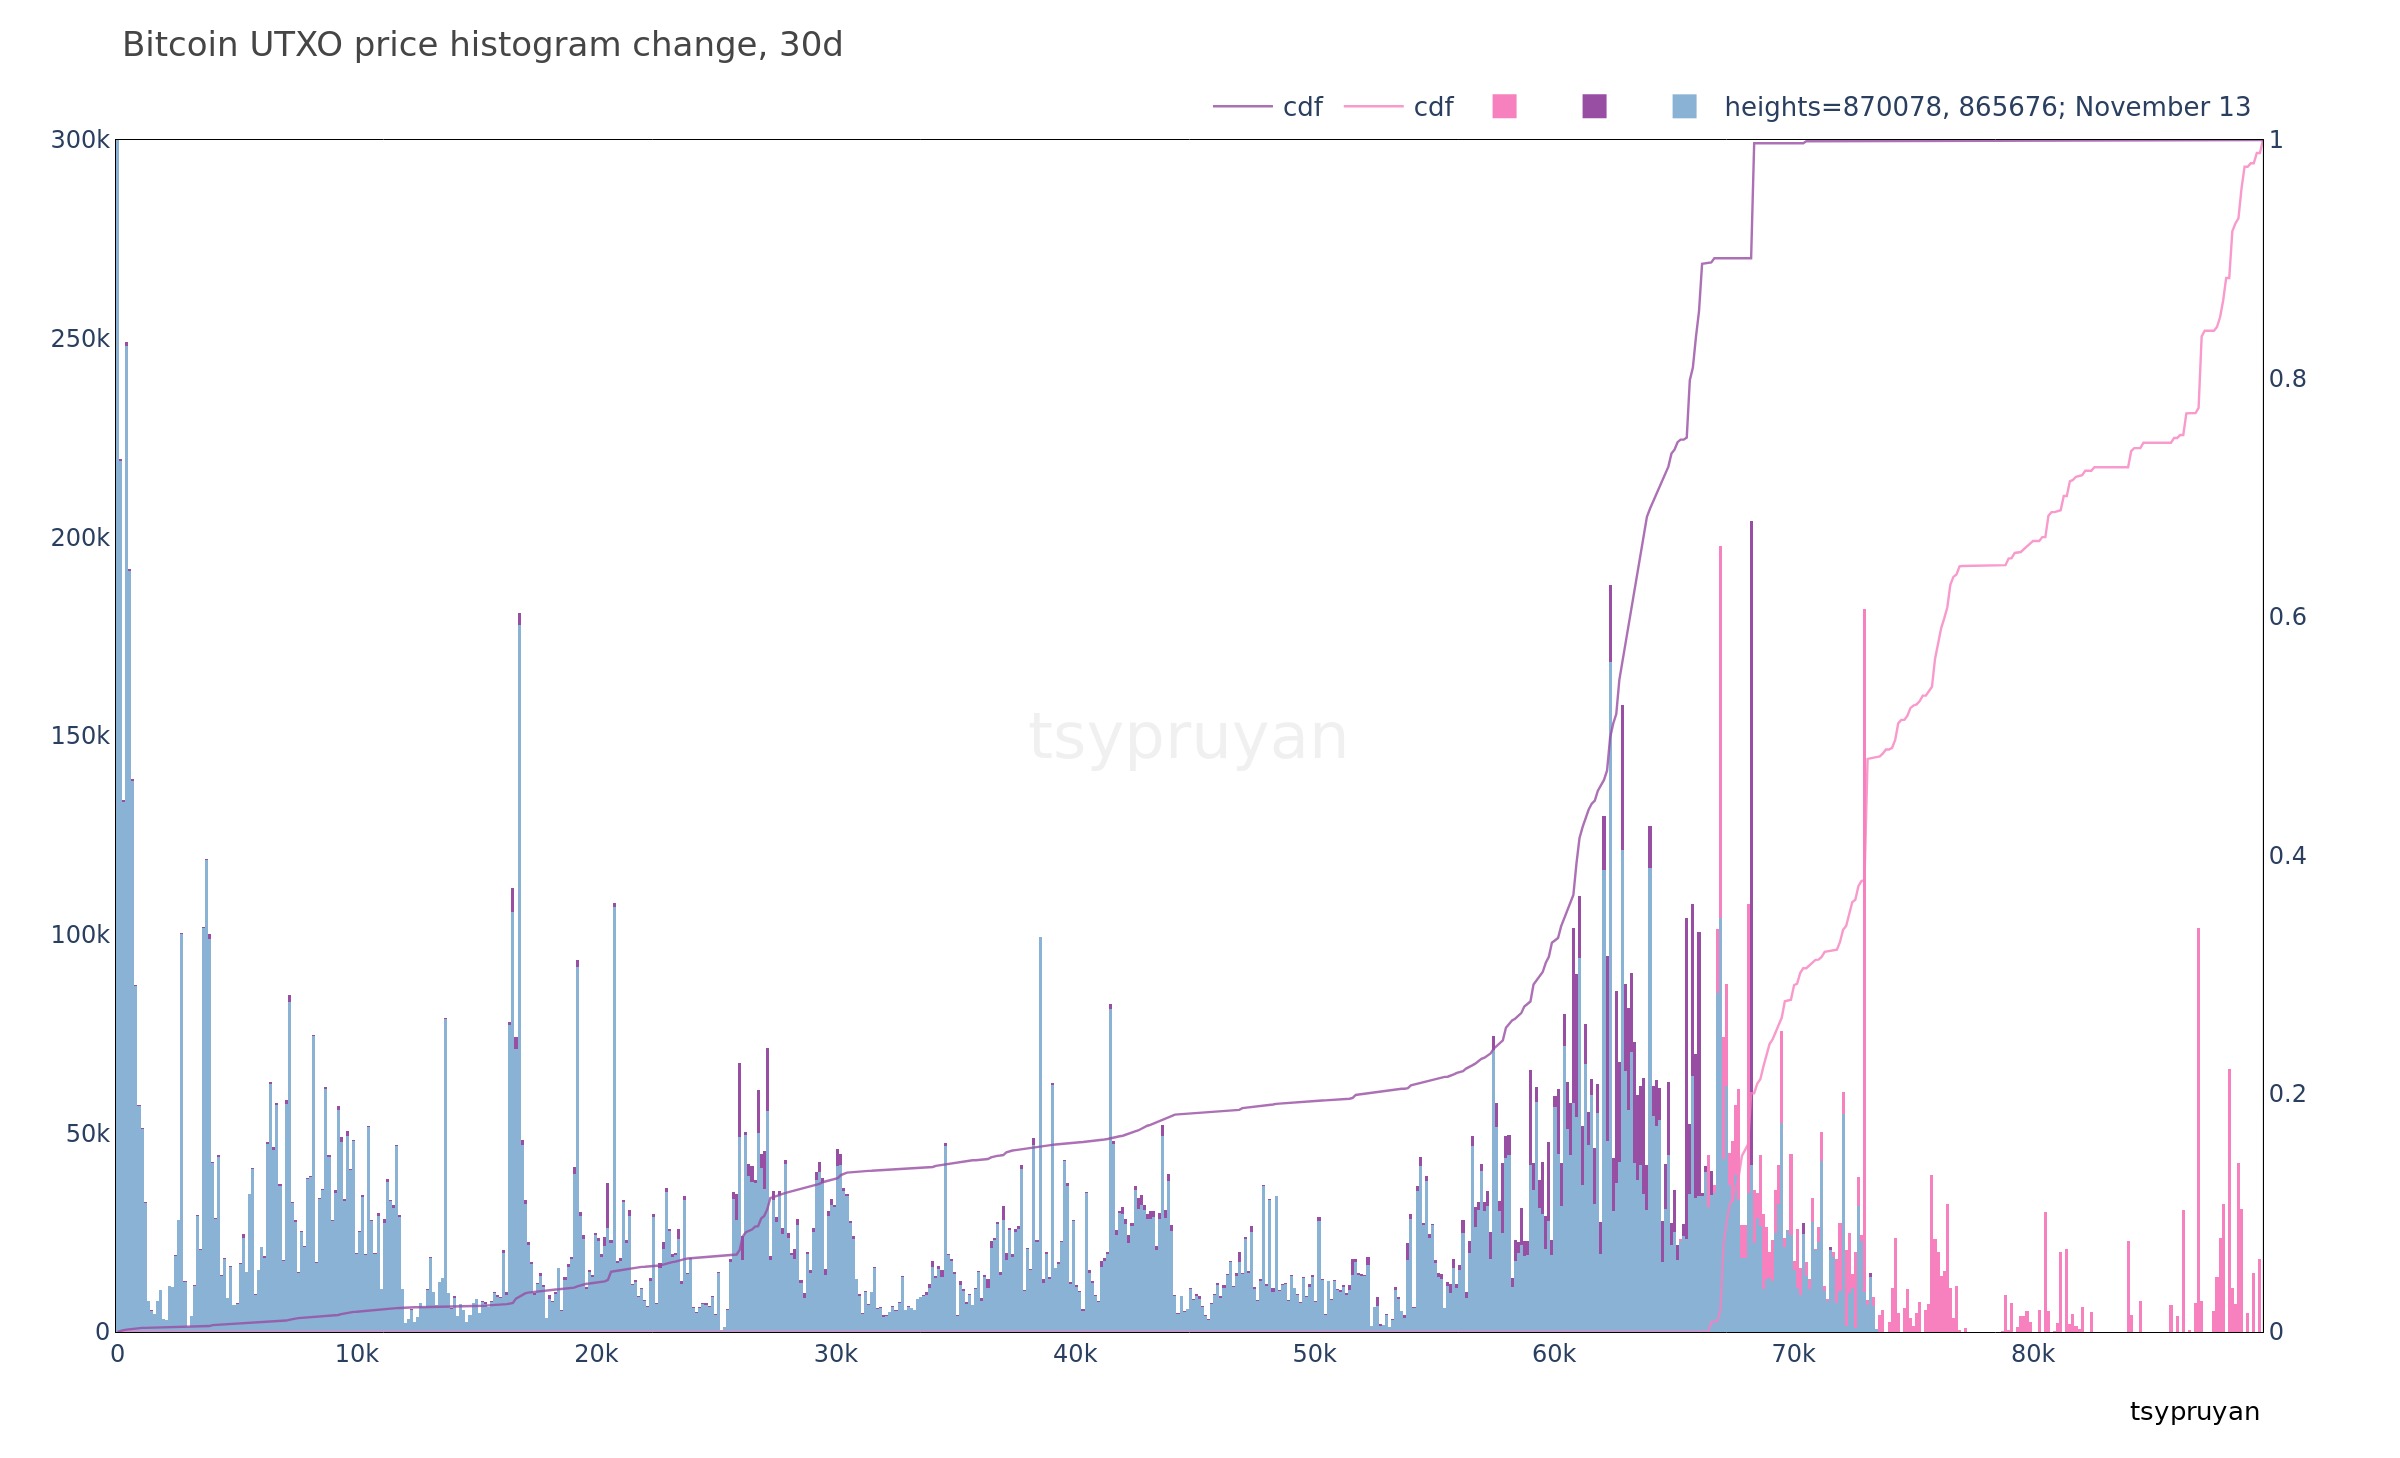 Bitcoin UTXO price histogram change, 30d
cdf cdf heights=870078, 865676; November 13
300k 1
250k
0.8
200k
0.6
150k
tsypruyan
0.4
100k
0.2
50k
0 0
0 10k 20k 30k 40k 50k 60k 70k 80k
tsypruyan